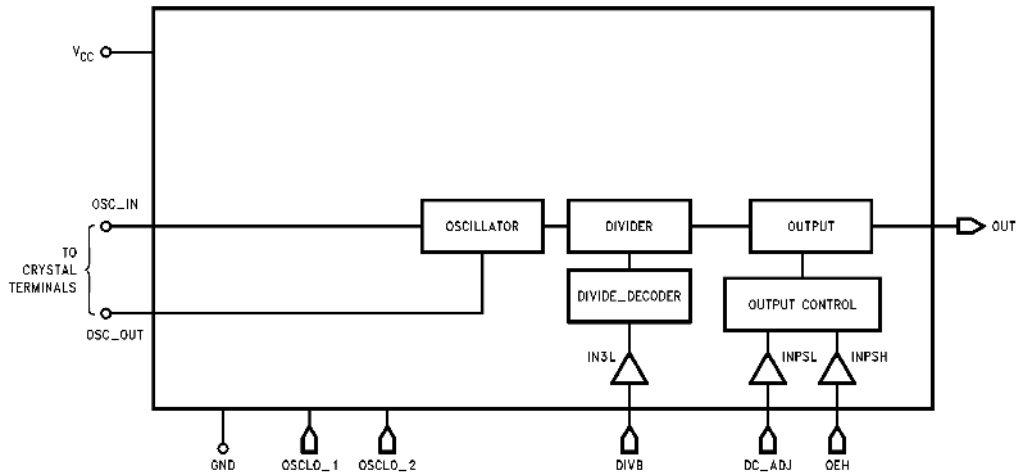 VCC
OSC_IN
TO
CRYSTAL
TERMINALS
OSC_OUT
OSCILLATOR
DIVIDER
OUTPUT
OUT
DIVIDE_DECODER
OUTPUT CONTROL
IN3L
INPSL
INPSH
GND
OSCLO_1
OSCLO_2
DIVB
DC_ADJ
OEH